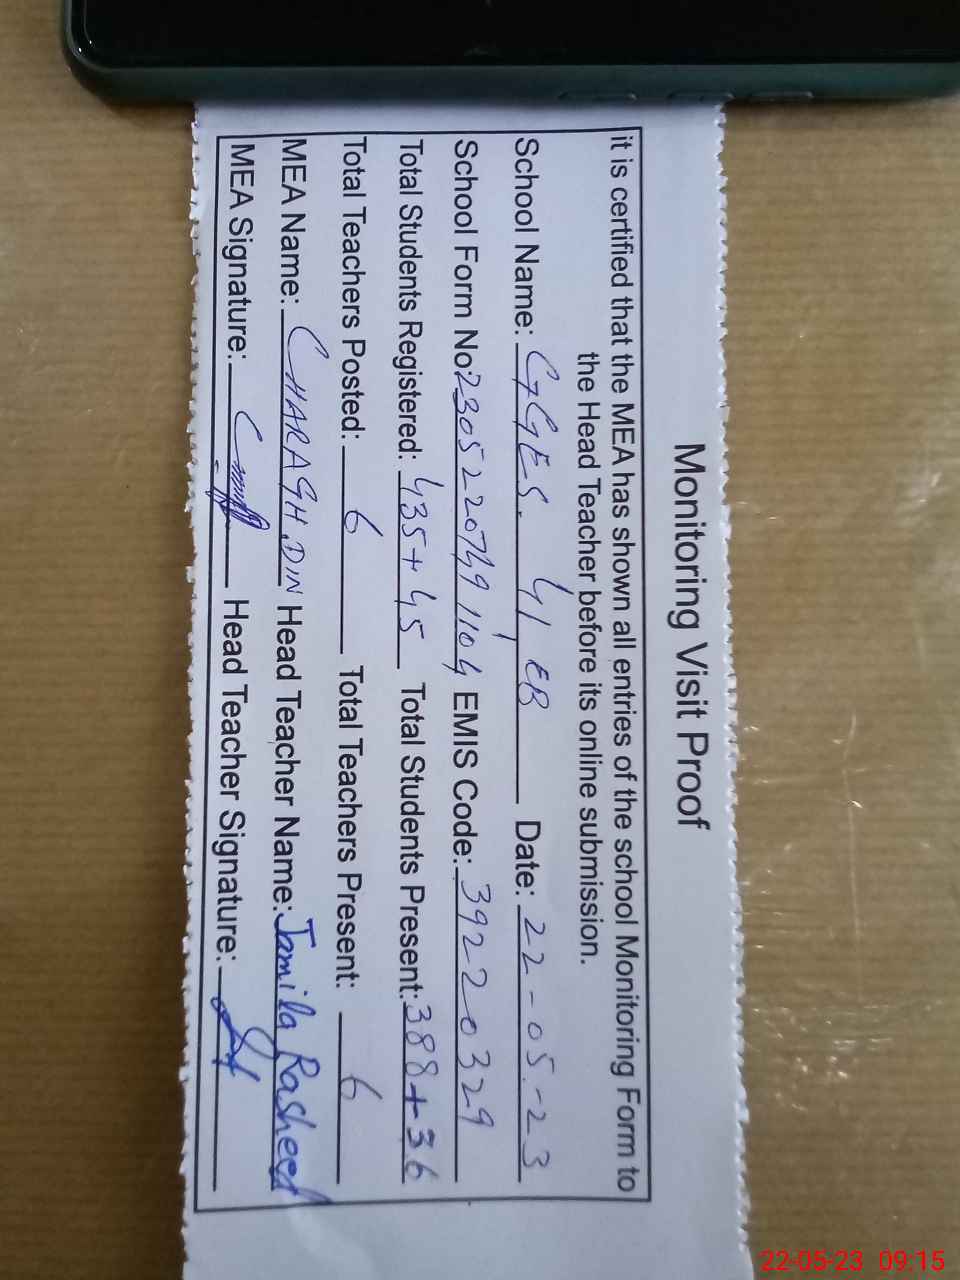 Monitoring Visit Proof
it is certified that the MEA has shown all entries of the school Monitoring Form to
the Head Teacher before its online submission.
School Name: GGES. 41 EB Date: 22-05-23
School Form No: 2305220749 1104 EMIS Code: 39220329
Total Students Registered: 435+45 Total Students Present: 388+36
Total Teachers Posted: 6 Total Teachers Present: 6
MEA Name: CHARAGH DIN Head Teacher Name: Jamila Rasheed
MEA Signature: Head Teacher Signature:
22-05-23 09:15